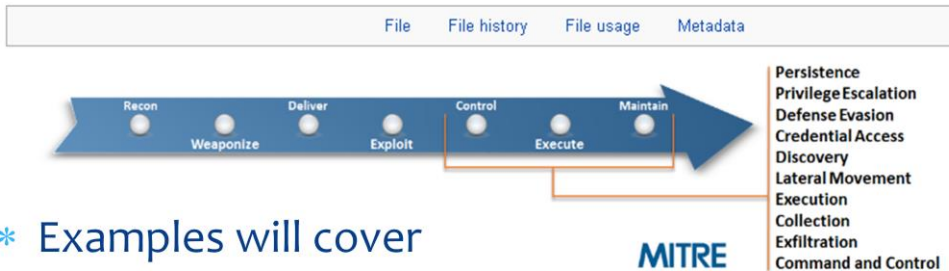 File File history File usage Metadata
Recon Deliver Control Maintain
Weaponize Exploit Execute
Persistence
Privilege Escalation
Defense Evasion
Credential Access
Discovery
Lateral Movement
Execution
Collection
Exfiltration
Command and Control
* Examples will cover
MITRE